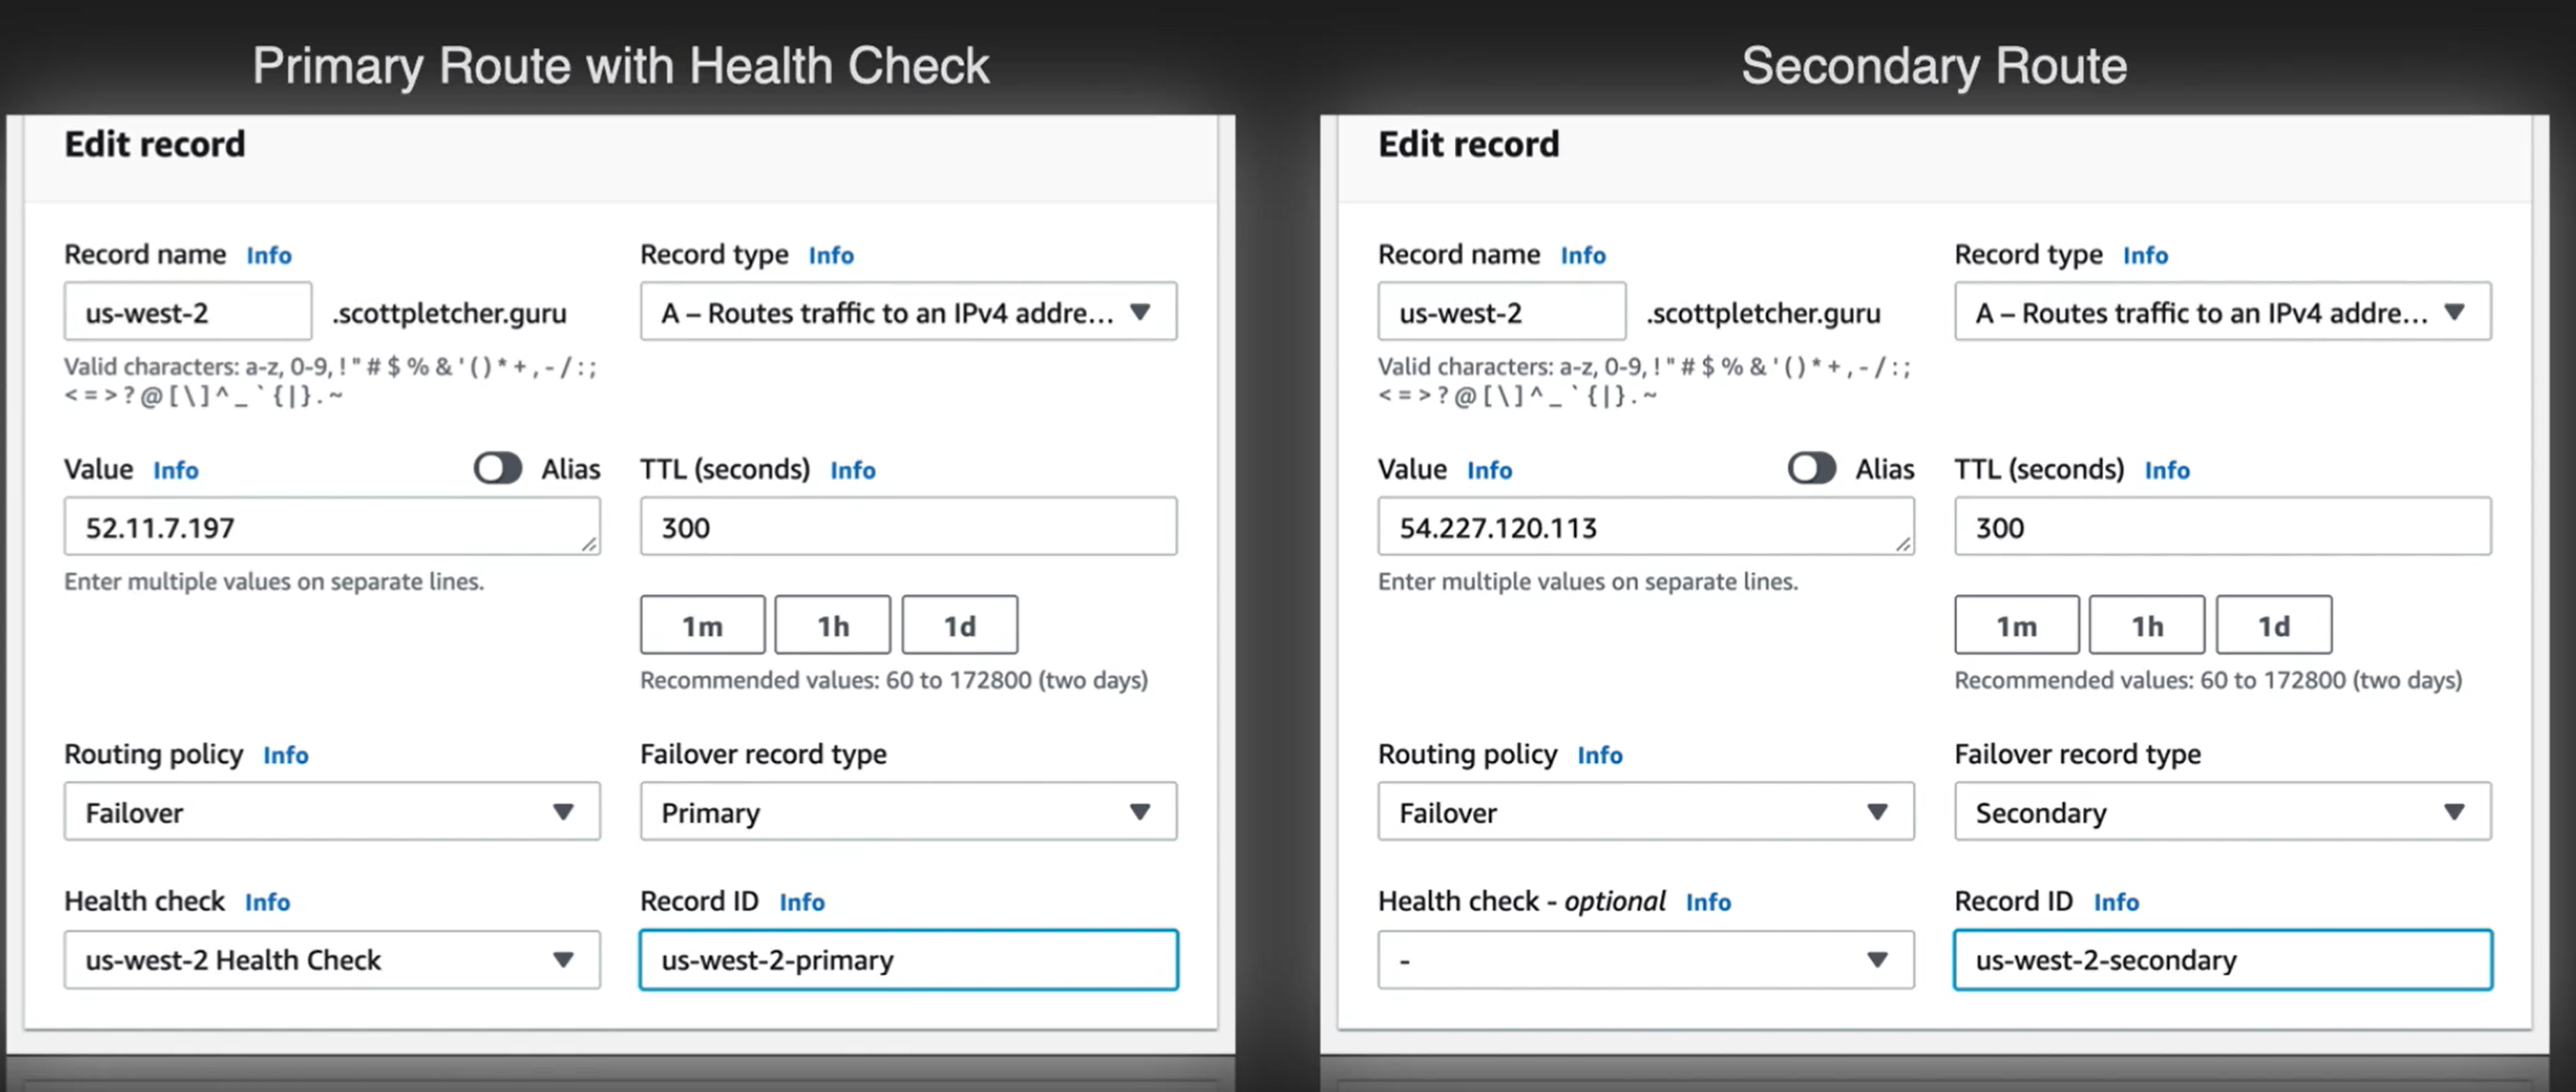 Primary Route with Health Check
Edit record
Record name Info
us-west-2 .scottpletcher.guru
Valid characters: a-z, 0-9, ! " # $ % & ' ( ) * + , - / : ;
< = > ? @ [ \ ] ^ _ ` { | } . ~
Record type Info
A – Routes traffic to an IPv4 addre...
Value Info Alias
52.11.7.197
Enter multiple values on separate lines.
TTL (seconds) Info
300
1m 1h 1d
Recommended values: 60 to 172800 (two days)
Routing policy Info
Failover
Failover record type
Primary
Health check Info
us-west-2 Health Check
Record ID Info
us-west-2-primary
Secondary Route
Edit record
Record name Info
us-west-2 .scottpletcher.guru
Valid characters: a-z, 0-9, ! " # $ % & ' ( ) * + , - / : ;
< = > ? @ [ \ ] ^ _ ` { | } . ~
Record type Info
A – Routes traffic to an IPv4 addre...
Value Info Alias
54.227.120.113
Enter multiple values on separate lines.
TTL (seconds) Info
300
1m 1h 1d
Recommended values: 60 to 172800 (two days)
Routing policy Info
Failover
Failover record type
Secondary
Health check - optional Info
-
Record ID Info
us-west-2-secondary